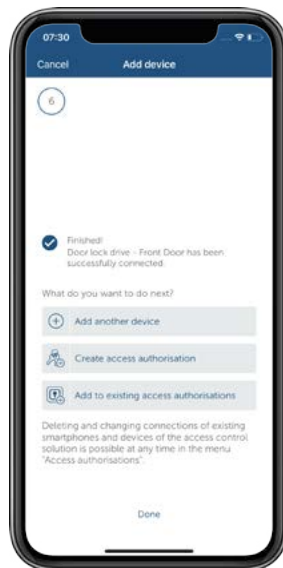 07:30
Cancel Add device
6
Finished!
Door lock drive - Front Door has been
successfully connected.
What do you want to do next?
Add another device
Create access authorisation
Add to existing access authorisations
Deleting and changing connections of existing
smartphones and devices of the access control
solution is possible at any time in the menu
"Access authorisations".
Done